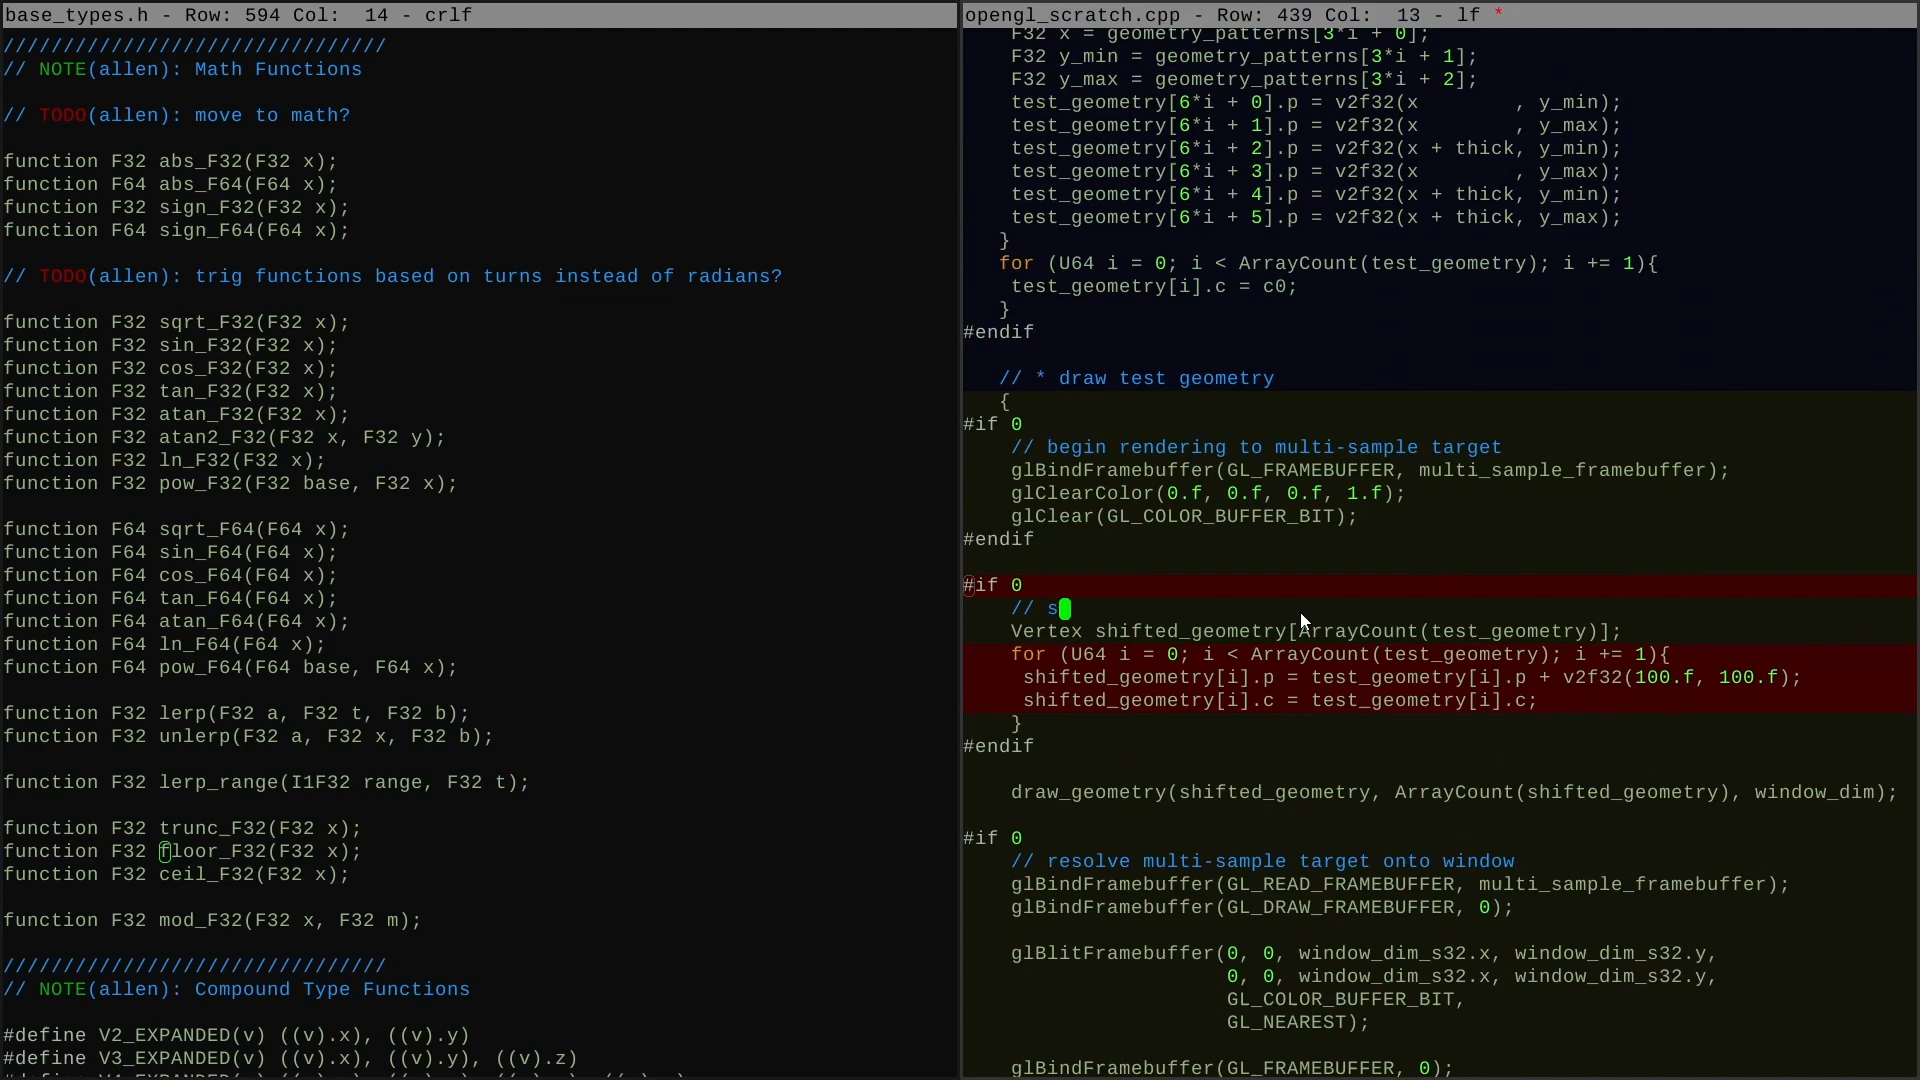 base_types.h - Row: 594 Col:  14 - crlf
////////////////////////////////
// NOTE(allen): Math Functions
// TODO(allen): move to math?
function F32 abs_F32(F32 x);
function F64 abs_F64(F64 x);
function F32 sign_F32(F32 x);
function F64 sign_F64(F64 x);
// TODO(allen): trig functions based on turns instead of radians?
function F32 sqrt_F32(F32 x);
function F32 sin_F32(F32 x);
function F32 cos_F32(F32 x);
function F32 tan_F32(F32 x);
function F32 atan_F32(F32 x);
function F32 atan2_F32(F32 x, F32 y);
function F32 ln_F32(F32 x);
function F32 pow_F32(F32 base, F32 x);
function F64 sqrt_F64(F64 x);
function F64 sin_F64(F64 x);
function F64 cos_F64(F64 x);
function F64 tan_F64(F64 x);
function F64 atan_F64(F64 x);
function F64 ln_F64(F64 x);
function F64 pow_F64(F64 base, F64 x);
function F32 lerp(F32 a, F32 t, F32 b);
function F32 unlerp(F32 a, F32 x, F32 b);
function F32 lerp_range(I1F32 range, F32 t);
function F32 trunc_F32(F32 x);
function F32 floor_F32(F32 x);
function F32 ceil_F32(F32 x);
function F32 mod_F32(F32 x, F32 m);
////////////////////////////////
// NOTE(allen): Compound Type Functions
#define V2_EXPANDED(v) ((v).x), ((v).y)
#define V3_EXPANDED(v) ((v).x), ((v).y), ((v).z)
opengl_scratch.cpp - Row: 439 Col:  13 - lf *
F32 x = geometry_patterns[3*i + 0];
F32 y_min = geometry_patterns[3*i + 1];
F32 y_max = geometry_patterns[3*i + 2];
test_geometry[6*i + 0].p = v2f32(x        , y_min);
test_geometry[6*i + 1].p = v2f32(x        , y_max);
test_geometry[6*i + 2].p = v2f32(x + thick, y_min);
test_geometry[6*i + 3].p = v2f32(x        , y_max);
test_geometry[6*i + 4].p = v2f32(x + thick, y_min);
test_geometry[6*i + 5].p = v2f32(x + thick, y_max);
}
for (U64 i = 0; i < ArrayCount(test_geometry); i += 1){
test_geometry[i].c = c0;
}
#endif
// * draw test geometry
{
#if 0
// begin rendering to multi-sample target
glBindFramebuffer(GL_FRAMEBUFFER, multi_sample_framebuffer);
glClearColor(0.f, 0.f, 0.f, 1.f);
glClear(GL_COLOR_BUFFER_BIT);
#endif
#if 0
// s
Vertex shifted_geometry[ArrayCount(test_geometry)];
for (U64 i = 0; i < ArrayCount(test_geometry); i += 1){
shifted_geometry[i].p = test_geometry[i].p + v2f32(100.f, 100.f);
shifted_geometry[i].c = test_geometry[i].c;
}
#endif
draw_geometry(shifted_geometry, ArrayCount(shifted_geometry), window_dim);
#if 0
// resolve multi-sample target onto window
glBindFramebuffer(GL_READ_FRAMEBUFFER, multi_sample_framebuffer);
glBindFramebuffer(GL_DRAW_FRAMEBUFFER, 0);
glBlitFramebuffer(0, 0, window_dim_s32.x, window_dim_s32.y,
0, 0, window_dim_s32.x, window_dim_s32.y,
GL_COLOR_BUFFER_BIT,
GL_NEAREST);
glBindFramebuffer(GL_FRAMEBUFFER, 0);